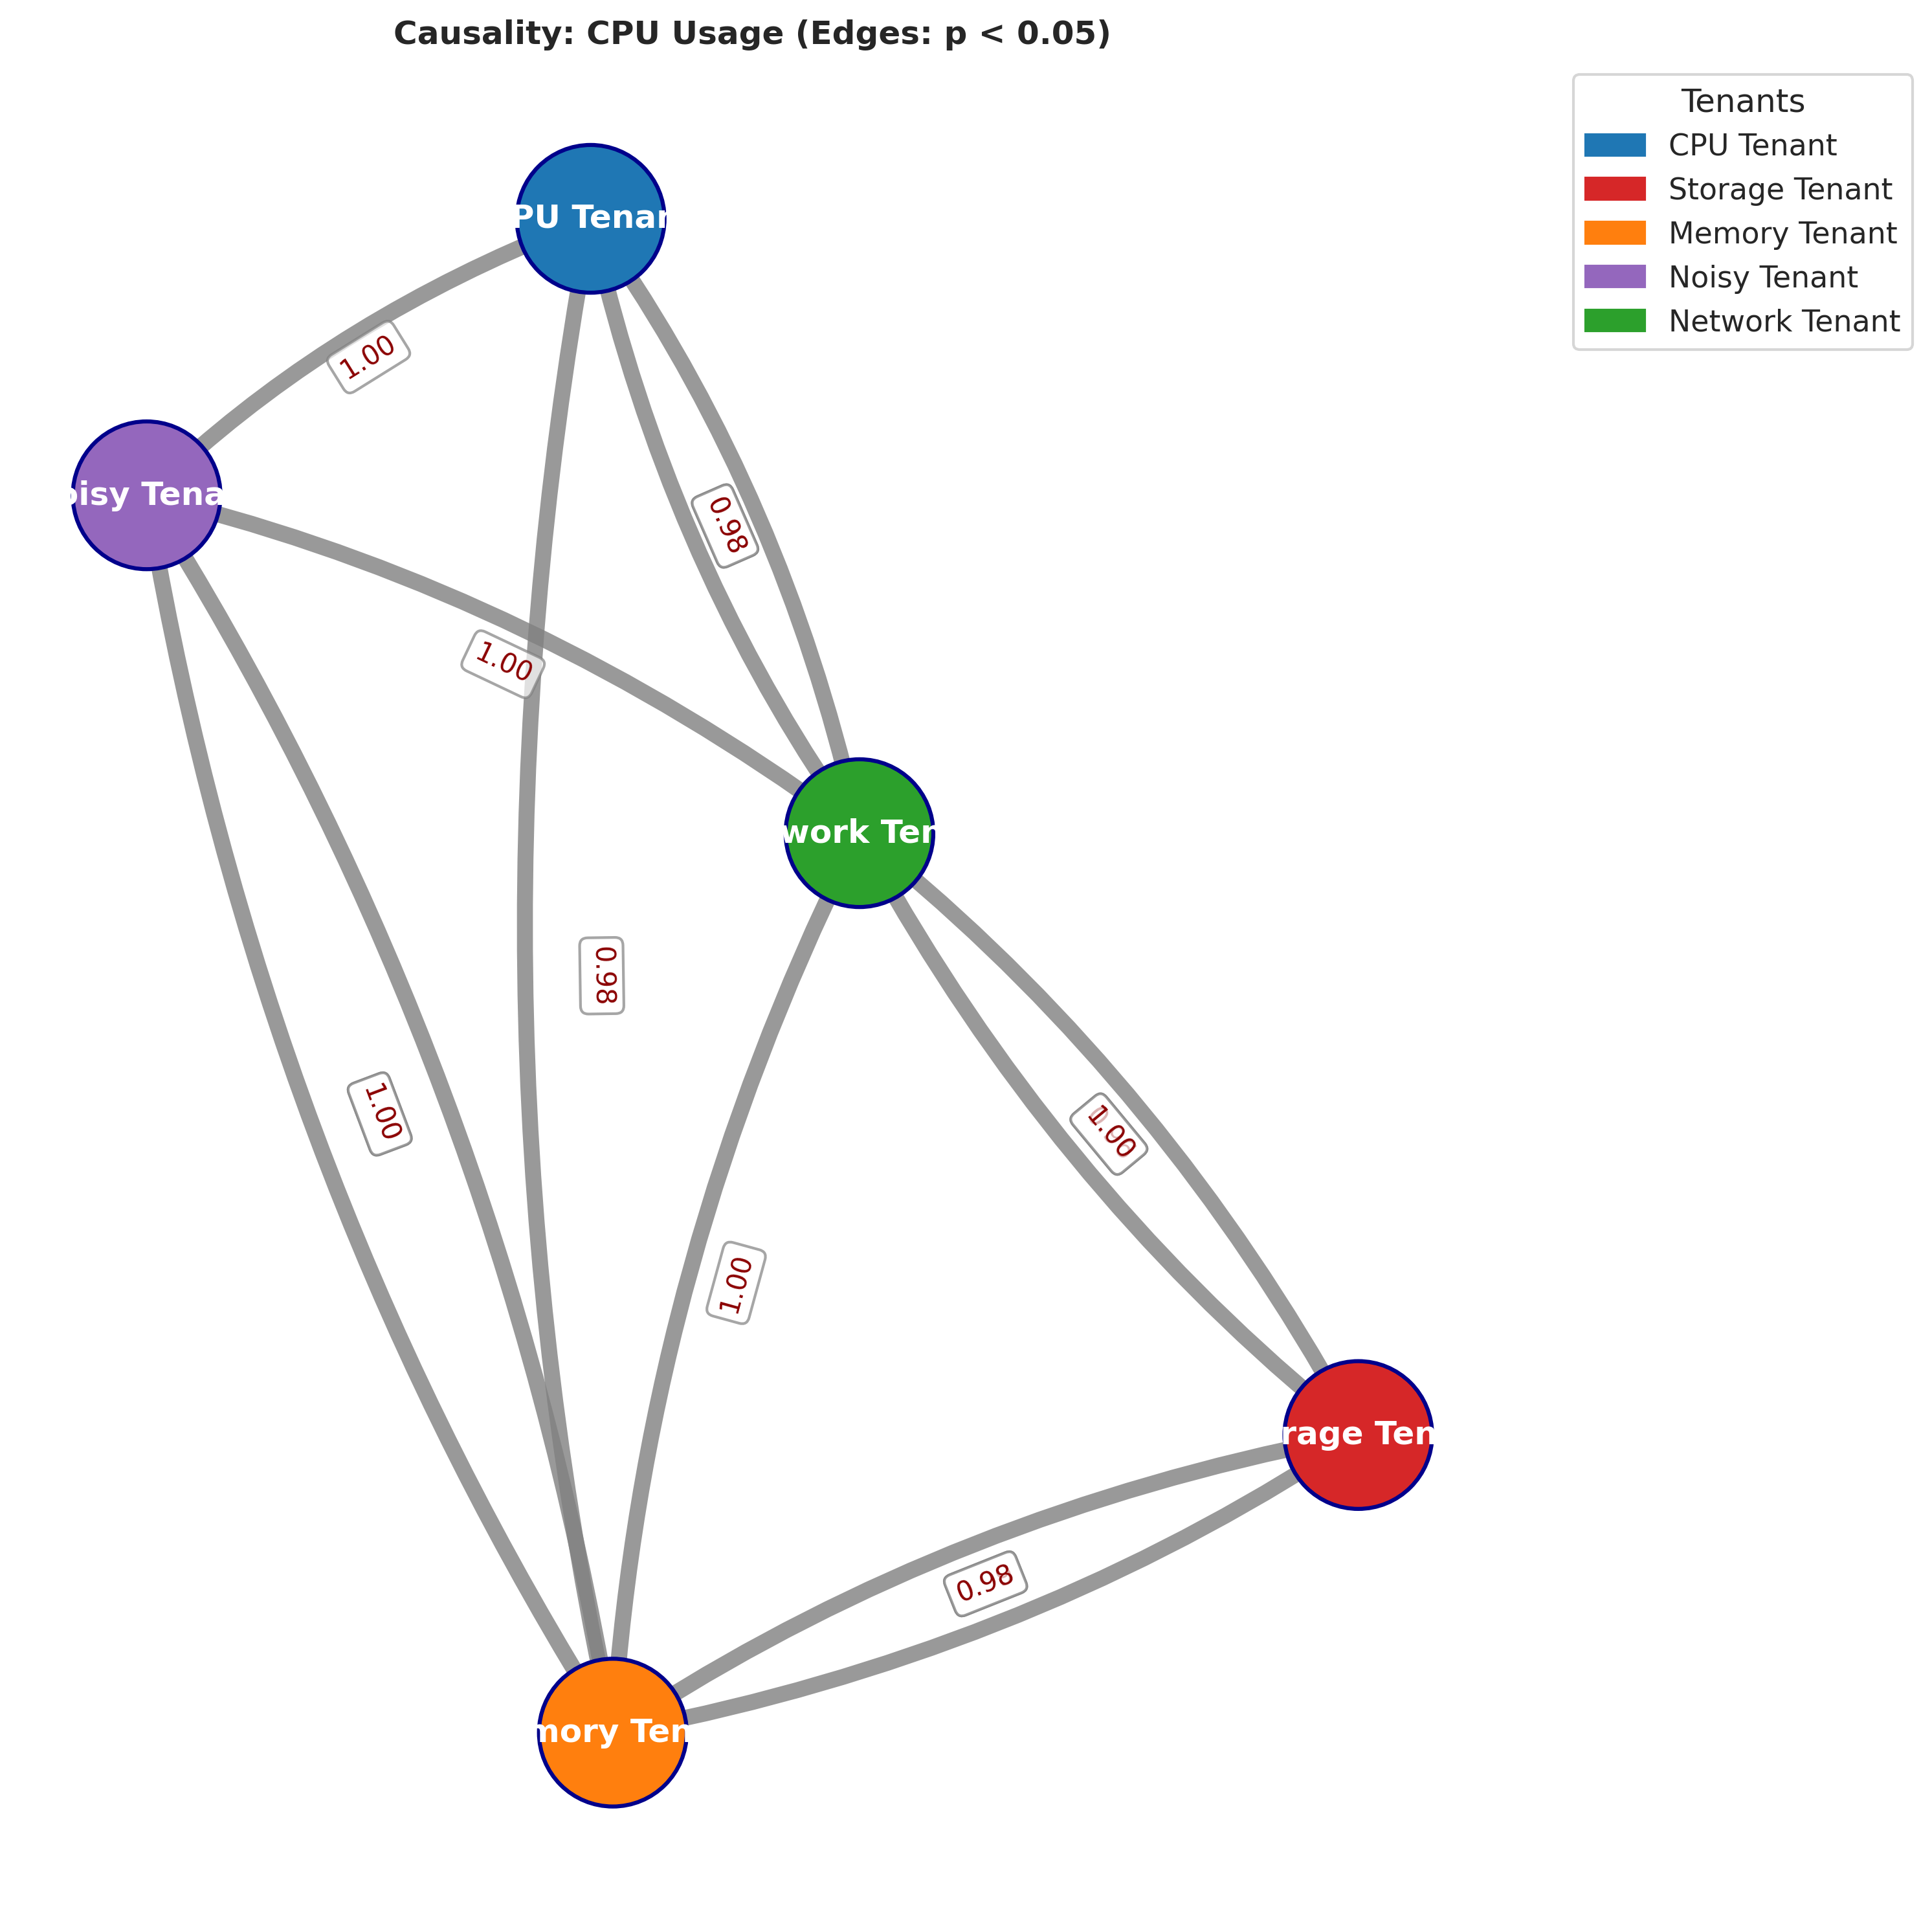 Causality: CPU Usage (Edges: p < 0.05)
Tenants
CPU Tenant
Storage Tenant
Memory Tenant
Noisy Tenant
Network Tenant
PU Tenan
1.00
oisy Tena
0.98
1.00
work Ten
0.98
1.00
1.00
1.00
rage Ten
0.98
mory Ten